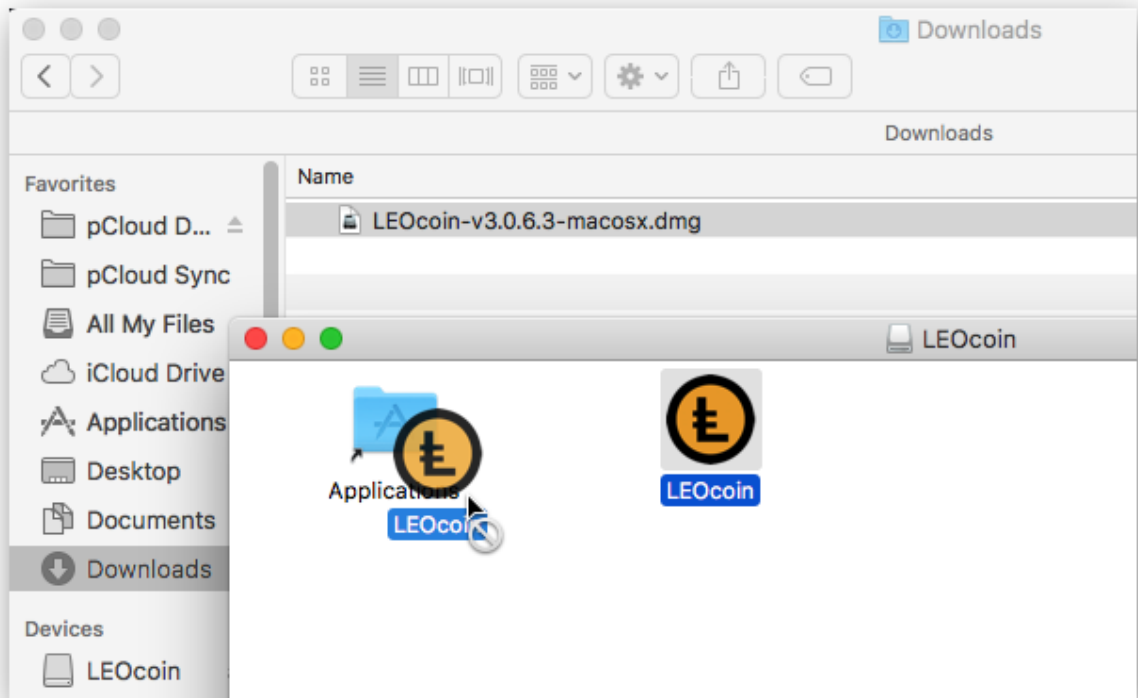 Downloads
Downloads
Favorites
pCloud D...
pCloud Sync
All My Files
iCloud Drive
Applications
Desktop
Documents
Downloads
Devices
LEOcoin
Name
LEOcoin-v3.0.6.3-macosx.dmg
LEOcoin
Applications
LEOcoin
LEOcoin